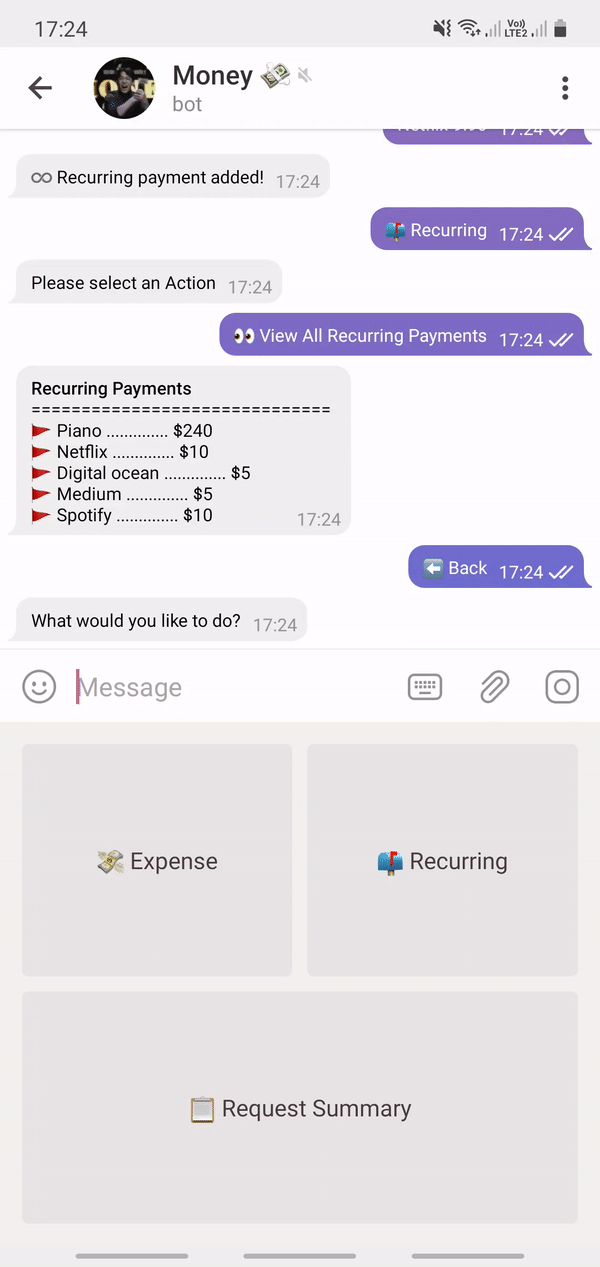 17:24
Vo))
LTE2
Money 💸
bot
17:24
∞ Recurring payment added! 17:24
📫 Recurring 17:24
Please select an Action 17:24
👀 View All Recurring Payments 17:24
Recurring Payments
=============================
🚩 Piano ............. $240
🚩 Netflix ............. $10
🚩 Digital ocean ............. $5
🚩 Medium ............. $5
🚩 Spotify ............. $10
17:24
⬅️ Back 17:24
What would you like to do? 17:24
Message
💸 Expense
📫 Recurring
📋 Request Summary